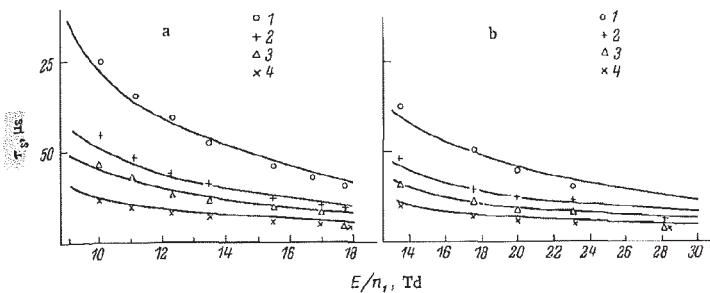 a
o 1
+ 2
△ 3
× 4
b
o 1
+ 2
△ 3
× 4
25
50
τs, μs
10 12 14 16 18
14 16 18 20 22 24 26 28 30
E/n₁, Td